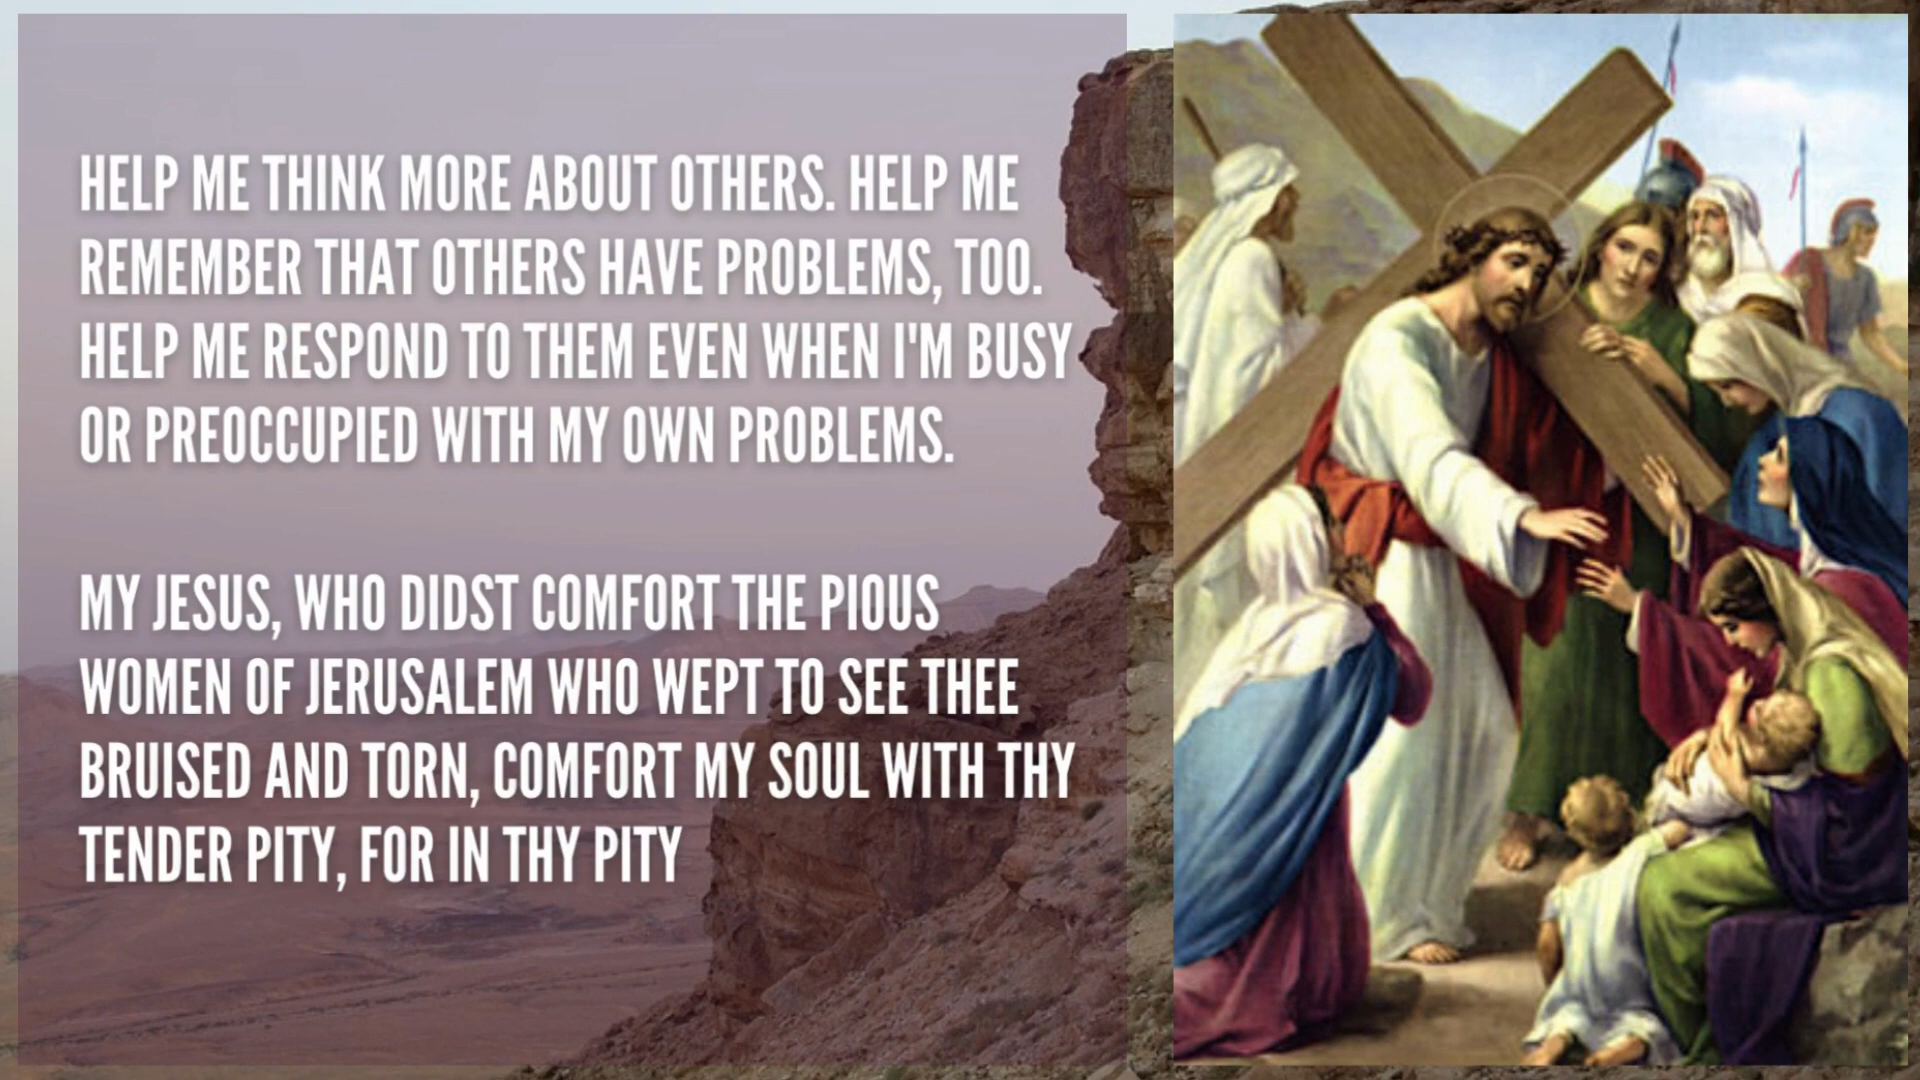 HELP ME THINK MORE ABOUT OTHERS. HELP ME
REMEMBER THAT OTHERS HAVE PROBLEMS, TOO.
HELP ME RESPOND TO THEM EVEN WHEN I'M BUSY
OR PREOCCUPIED WITH MY OWN PROBLEMS.
MY JESUS, WHO DIDST COMFORT THE PIOUS
WOMEN OF JERUSALEM WHO WEPT TO SEE THEE
BRUISED AND TORN, COMFORT MY SOUL WITH THY
TENDER PITY, FOR IN THY PITY